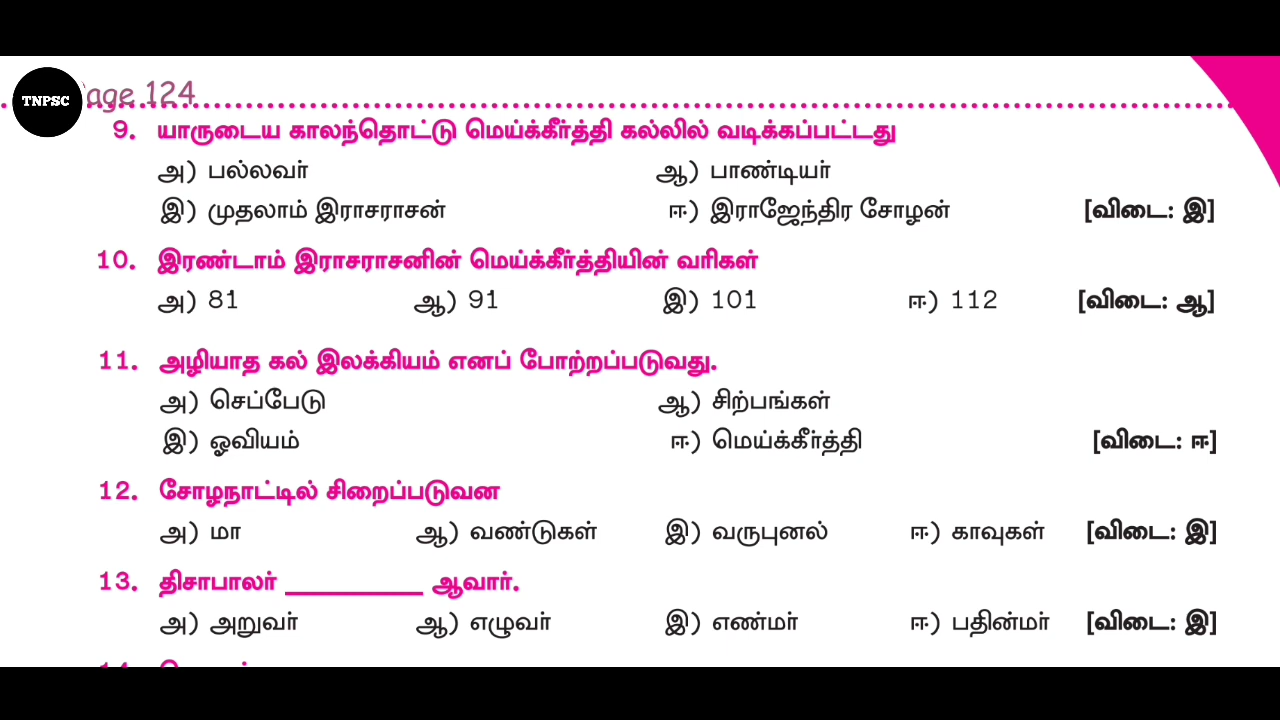 TNPSC
age 124
9. யாருடைய காலந்தொட்டு மெய்க்கீர்த்தி கல்லில் வடிக்கப்பட்டது
அ) பல்லவர் ஆ) பாண்டியர்
இ) முதலாம் இராசராசன் ஈ) இராஜேந்திர சோழன் [விடை: இ]
10. இரண்டாம் இராசராசனின் மெய்க்கீர்த்தியின் வரிகள்
அ) 81 ஆ) 91 இ) 101 ஈ) 112 [விடை: ஆ]
11. அழியாத கல் இலக்கியம் எனப் போற்றப்படுவது.
அ) செப்பேடு ஆ) சிற்பங்கள்
இ) ஓவியம் ஈ) மெய்க்கீர்த்தி [விடை: ஈ]
12. சோழநாட்டில் சிறைப்படுவன
அ) மா ஆ) வண்டுகள் இ) வருபுனல் ஈ) காவுகள் [விடை: இ]
13. திசாபாலர் __________ ஆவார்.
அ) அறுவர் ஆ) எழுவர் இ) எண்மர் ஈ) பதின்மர் [விடை: இ]